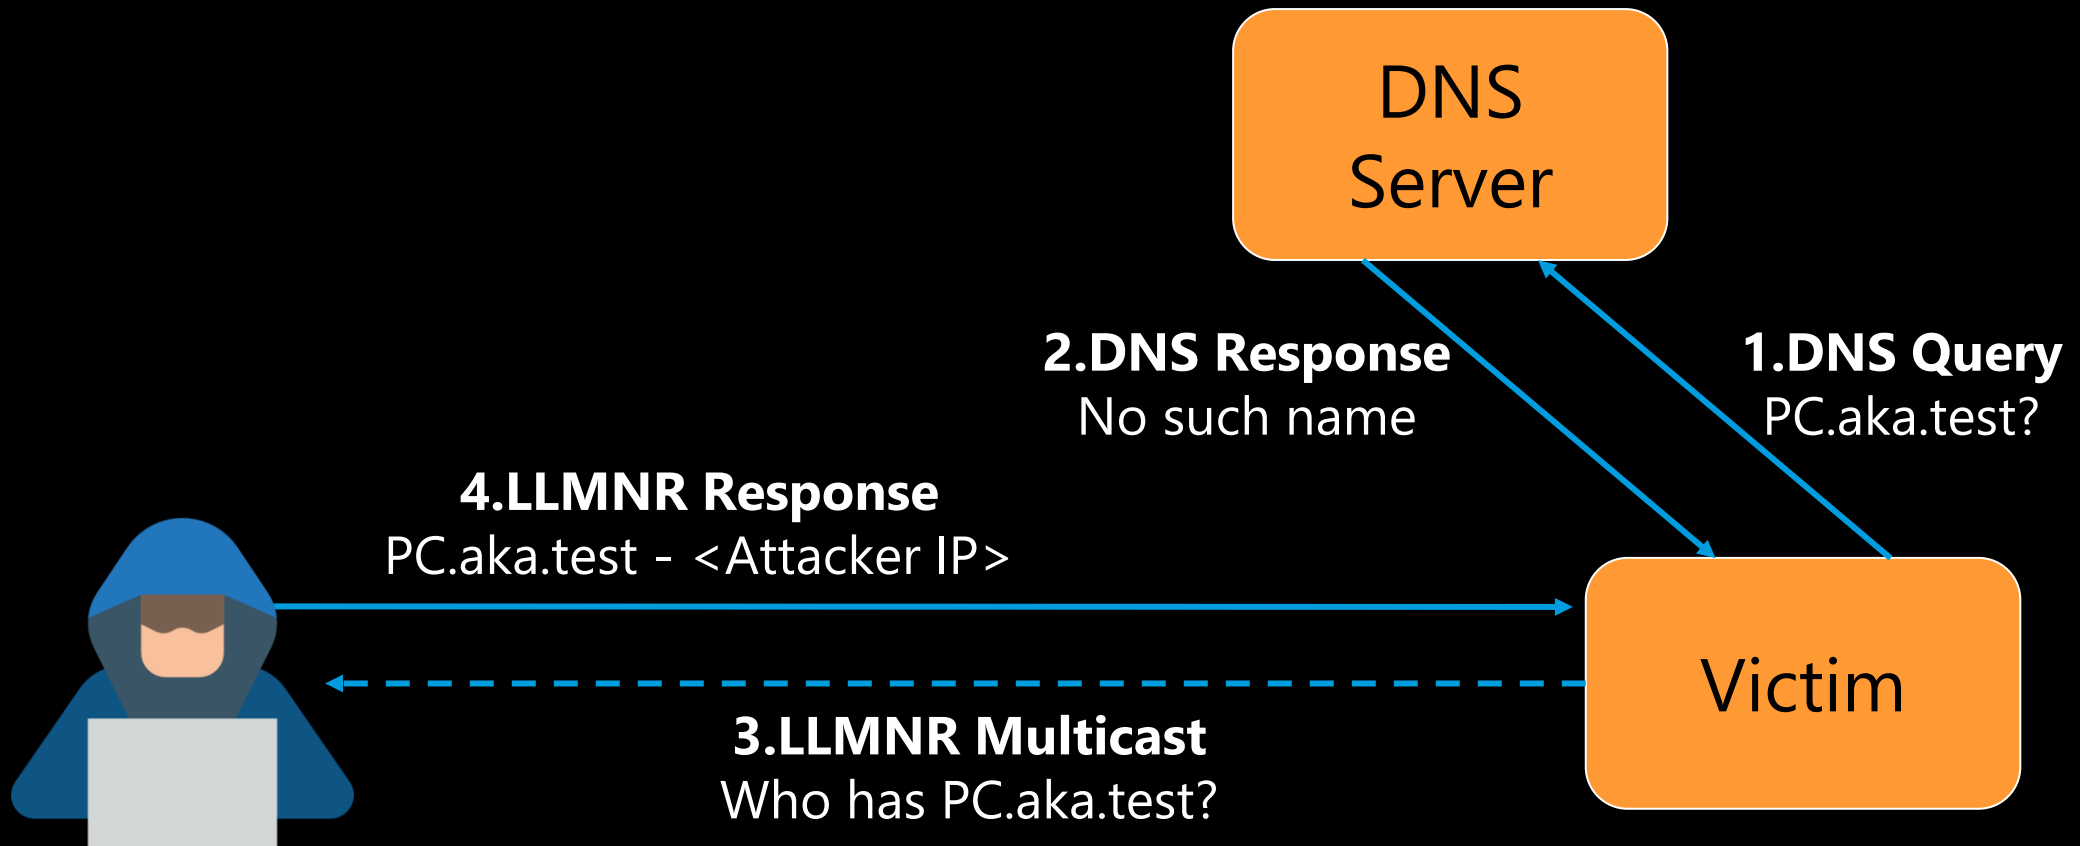 DNS
Server
2.DNS Response
No such name
1.DNS Query
PC.aka.test?
4.LLMNR Response
PC.aka.test - <Attacker IP>
Victim
3.LLMNR Multicast
Who has PC.aka.test?